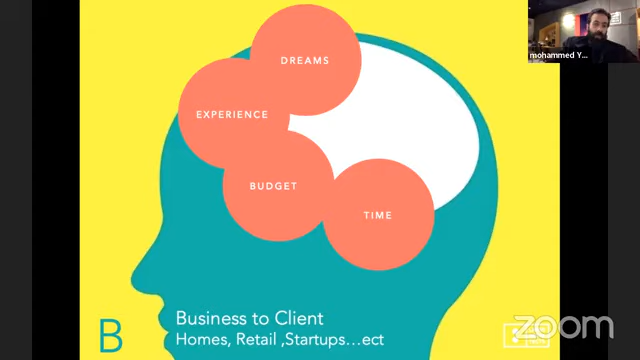 DREAMS
EXPERIENCE
BUDGET
TIME
mohammed Y...
B
Business to Client
Homes, Retail ,Startups...ect
zoom